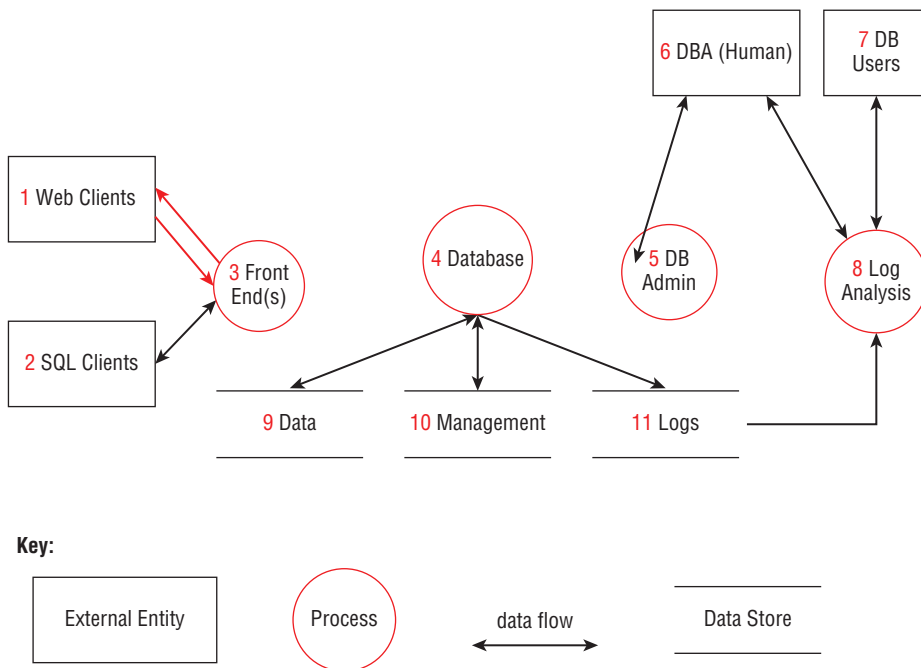 6 DBA (Human)
7 DB
Users
1 Web Clients
3 Front
End(s)
4 Database
5 DB
Admin
8 Log
Analysis
2 SQL Clients
9 Data
10 Management
11 Logs
Key:
External Entity
Process
data flow
Data Store